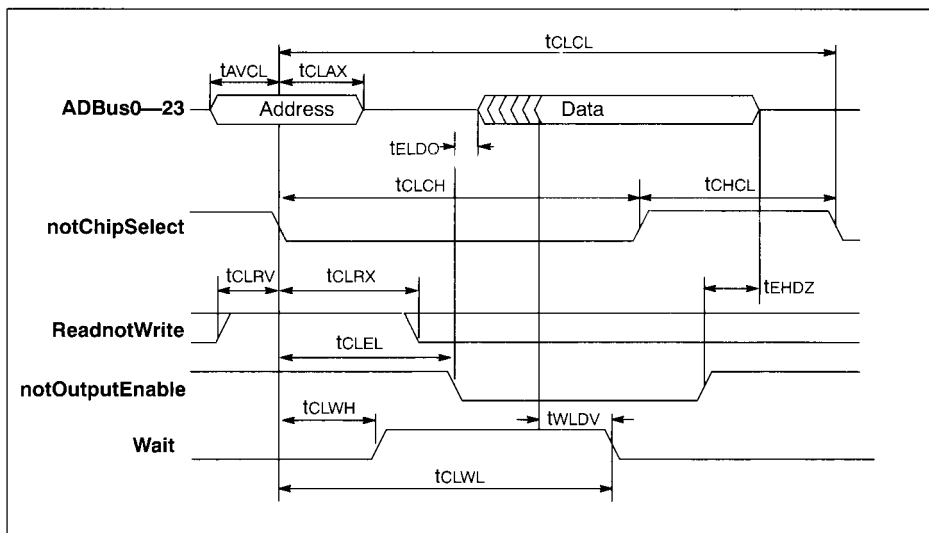 tCLCL
tAVCL tCLAX
ADBus0—23 Address Data
tELDO
tCLCH tCHCL
notChipSelect
tCLRV tCLRX tEHDZ
ReadnotWrite
tCLEL
notOutputEnable
tCLWH tWLDV
Wait
tCLWL